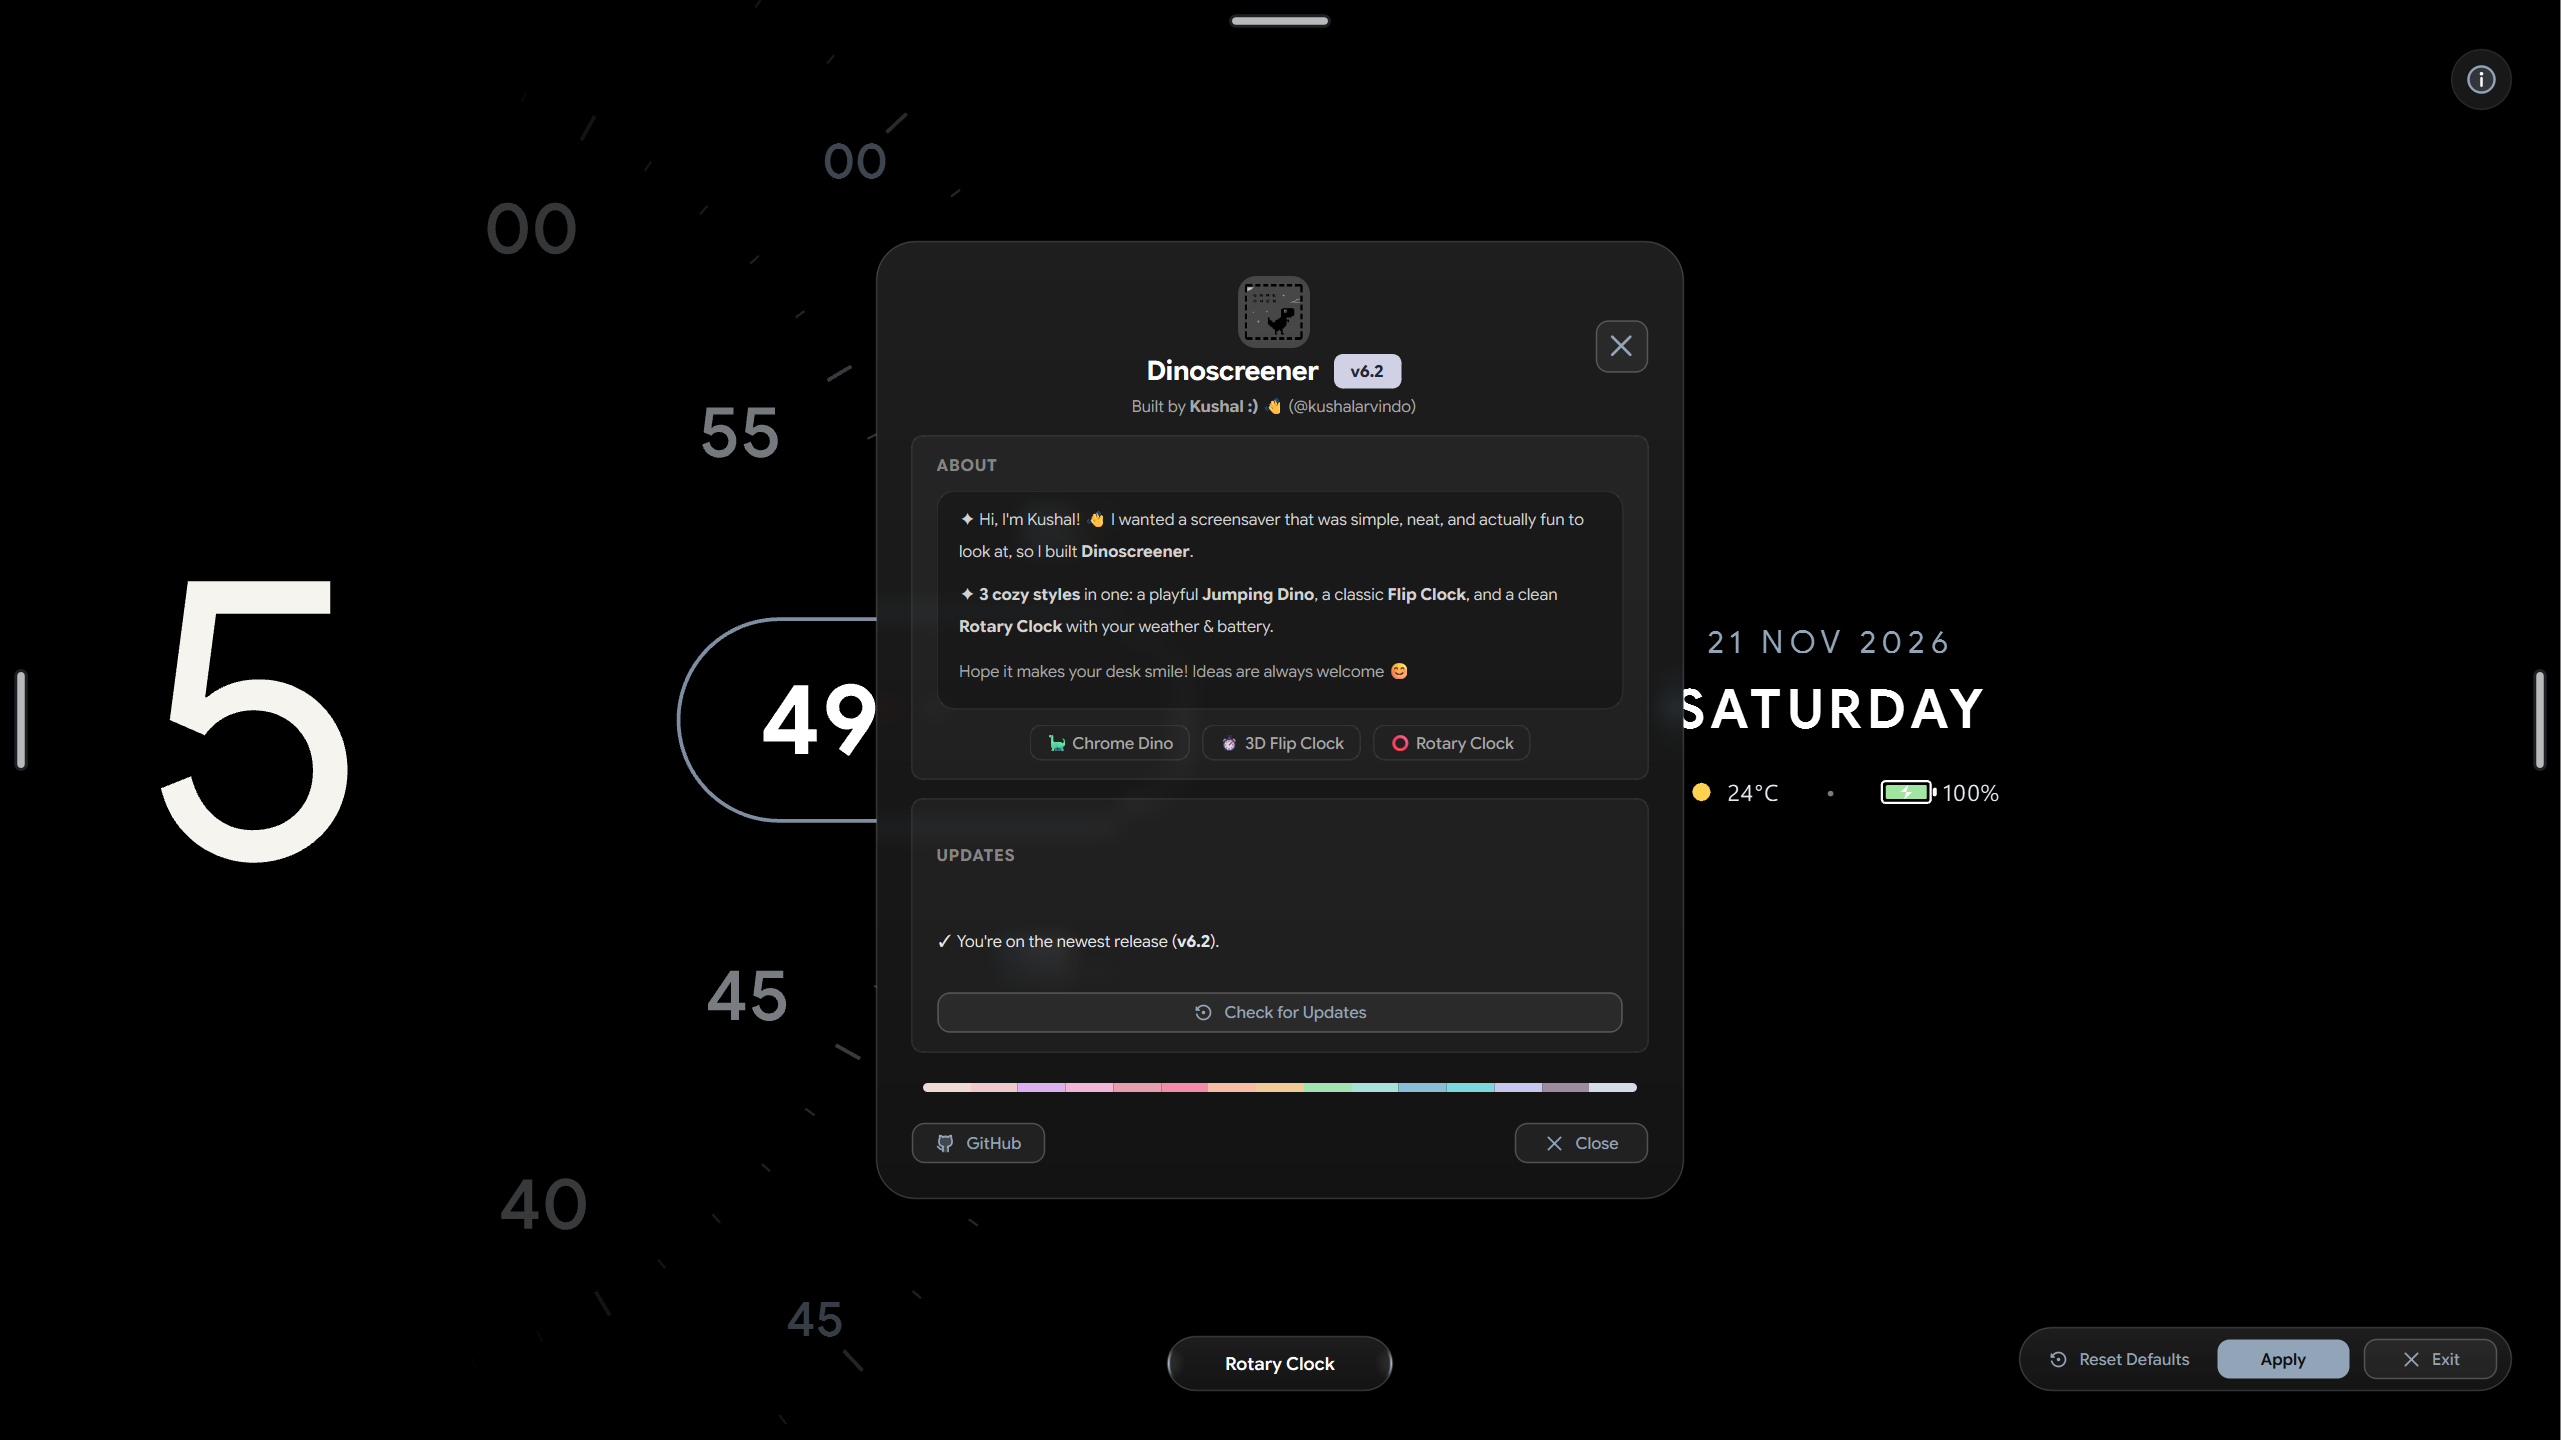 00
00
55
5
49
45
40
45
Dinoscreener v6.2
Built by Kushal :) 👋 (@kushalarvindo)
ABOUT
✦ Hi, I'm Kushal! 👋 I wanted a screensaver that was simple, neat, and actually fun to
look at, so I built Dinoscreener.
✦ 3 cozy styles in one: a playful Jumping Dino, a classic Flip Clock, and a clean
Rotary Clock with your weather & battery.
Hope it makes your desk smile! Ideas are always welcome 😊
Chrome Dino 3D Flip Clock Rotary Clock
UPDATES
✓ You're on the newest release (v6.2).
Check for Updates
GitHub Close
21 NOV 2026
SATURDAY
24°C • 100%
Rotary Clock
Reset Defaults Apply Exit